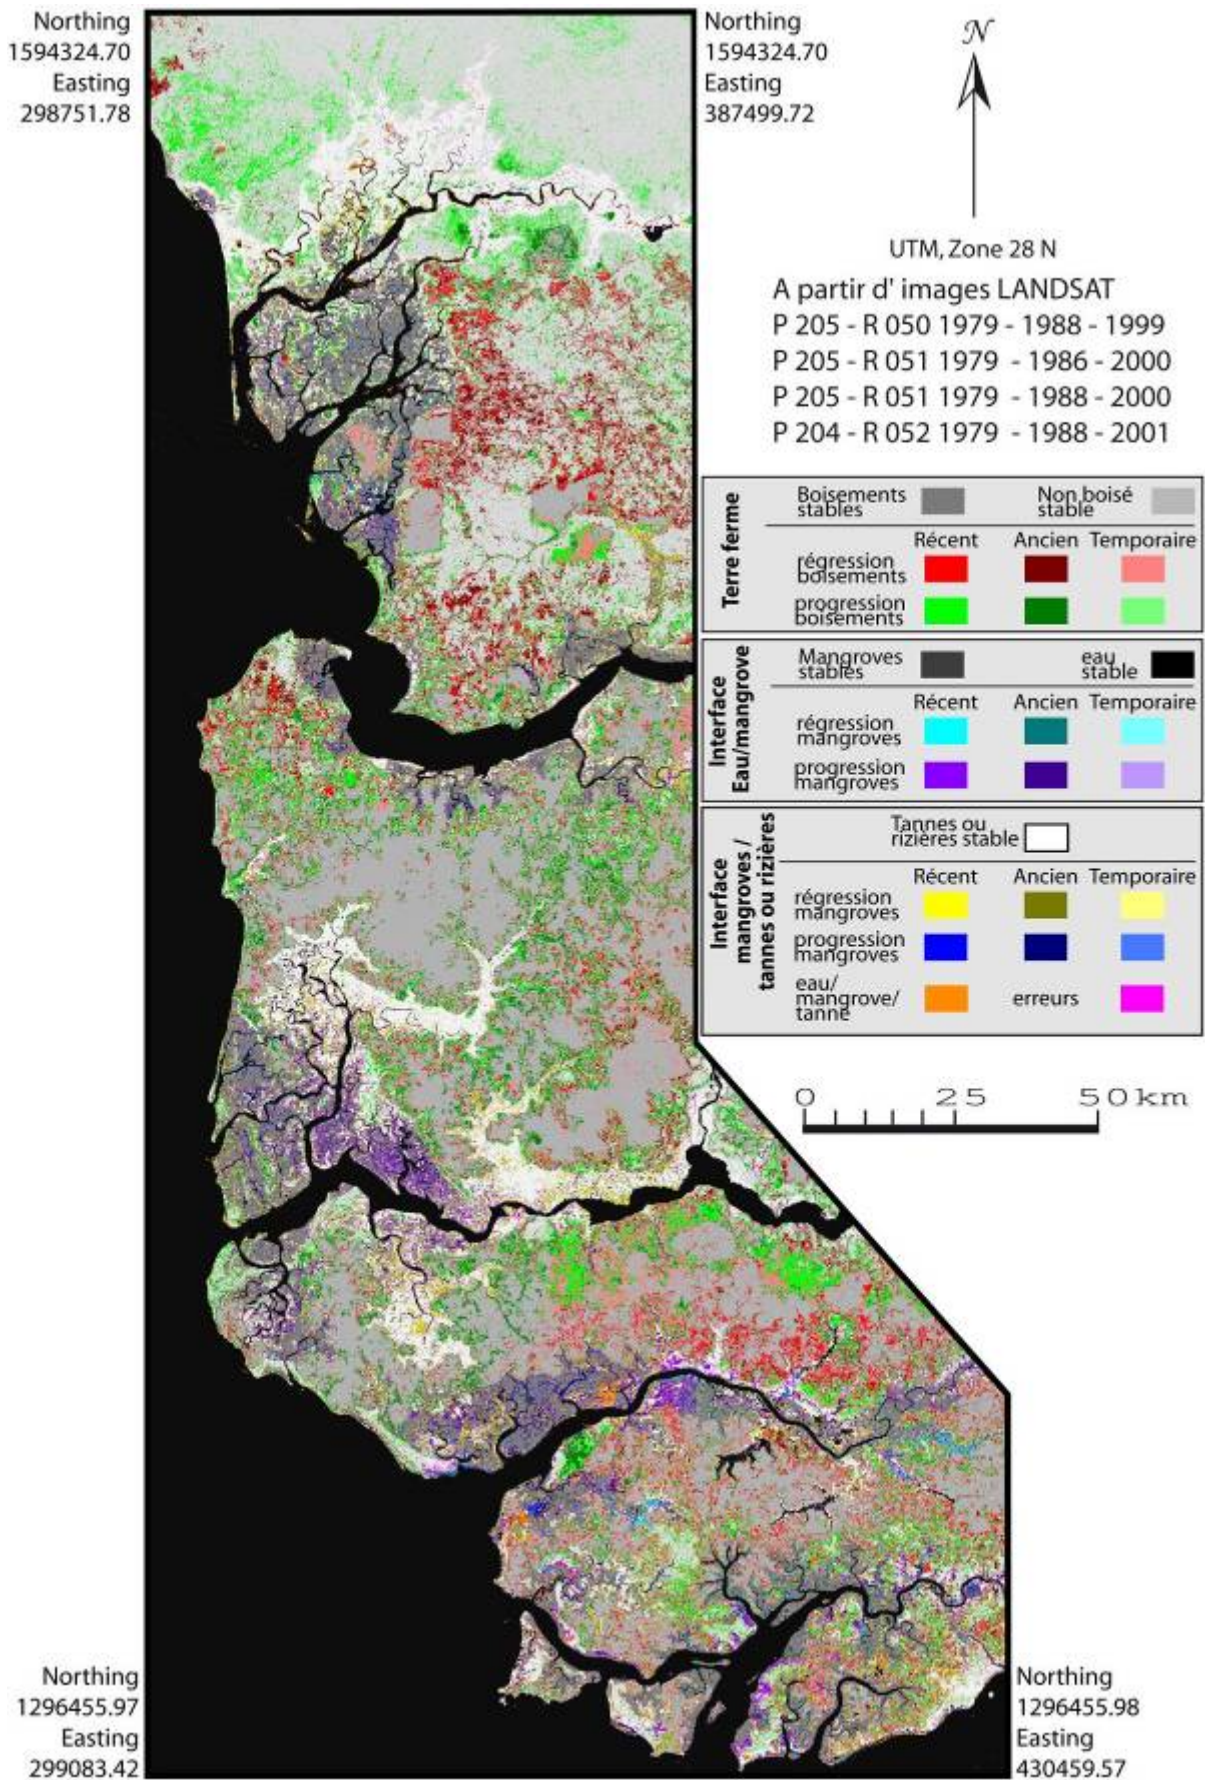 Northing
1594324.70
Easting
298751.78
Northing
1594324.70
Easting
387499.72
N
UTM, Zone 28 N
A partir d' images LANDSAT
P 205 - R 050 1979 - 1988 - 1999
P 205 - R 051 1979 - 1986 - 2000
P 205 - R 051 1979 - 1988 - 2000
P 204 - R 052 1979 - 1988 - 2001
Terre ferme
Boisements stables
Non boisé stable
Récent Ancien Temporaire
régression boisements
progression boisements
Interface Eau/mangrove
Mangroves stables
eau stable
Récent Ancien Temporaire
régression mangroves
progression mangroves
Interface mangroves / tannes ou rizières
Tannes ou rizières stable
Récent Ancien Temporaire
régression mangroves
progression mangroves
eau/ mangrove/ tanne
erreurs
0 25 50 km
Northing
1296455.97
Easting
299083.42
Northing
1296455.98
Easting
430459.57